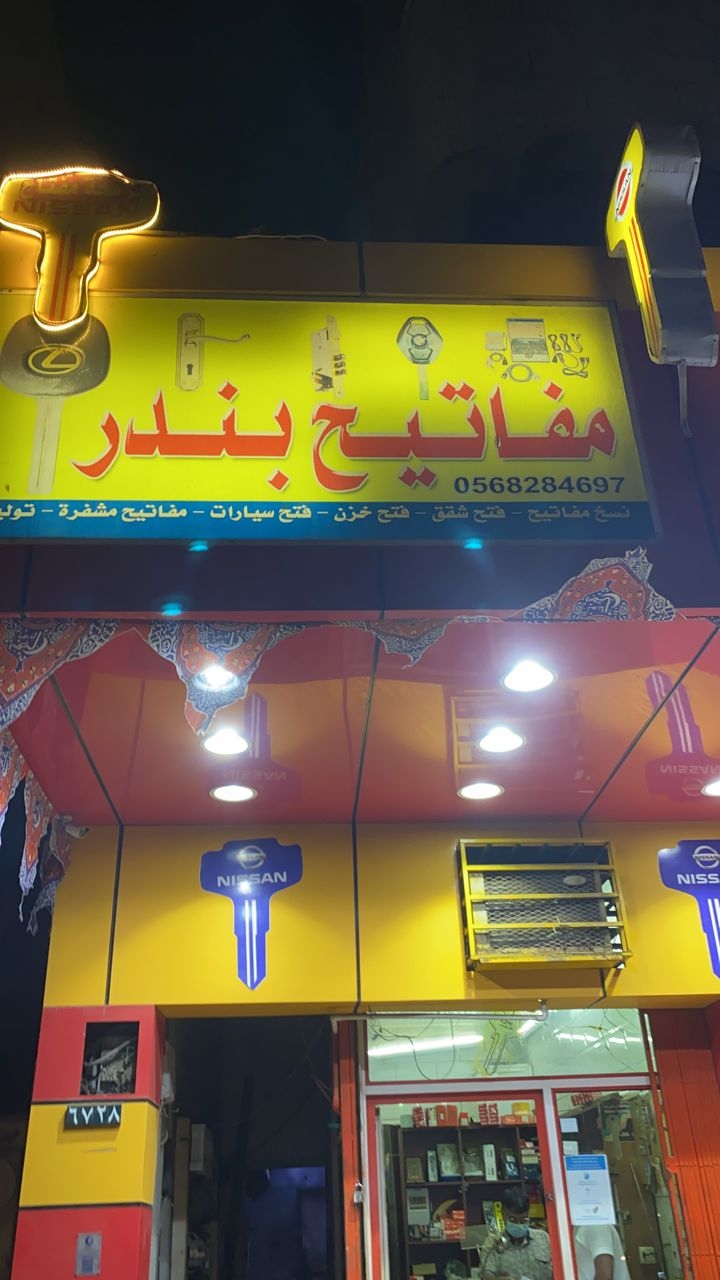 NISSAN
مفاتيح بندر
0568284697
نسخ مفاتيح - فتح شقق - فتح خزن - فتح سيارات - مفاتيح مشفرة -
NISSAN
٦٧٢٨